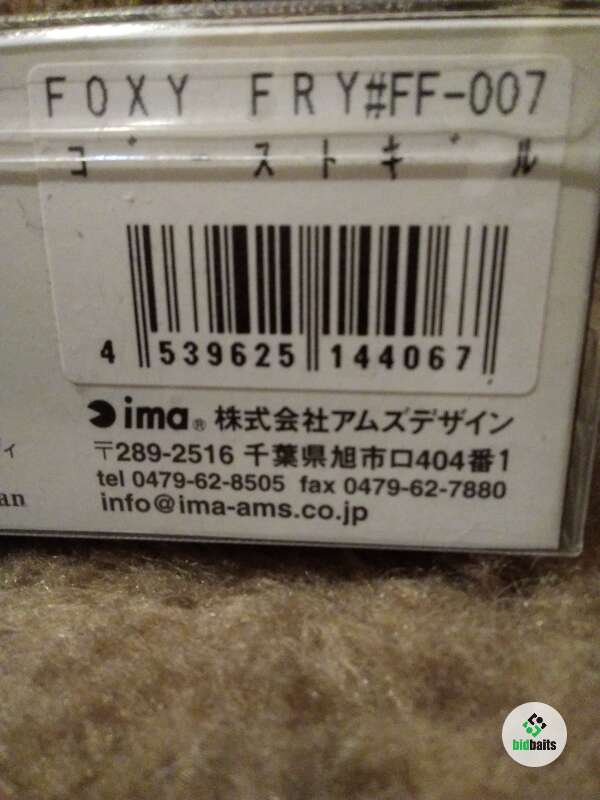 FOXY FRY#FF-007
ｺﾞｰｽﾄｷﾞﾙ
4 539625 144067
ima® 株式会社アムズデザイン
〒289-2516 千葉県旭市ロ404番1
ィ
tel 0479-62-8505 fax 0479-62-7880
an
info@ima-ams.co.jp
bidbaits